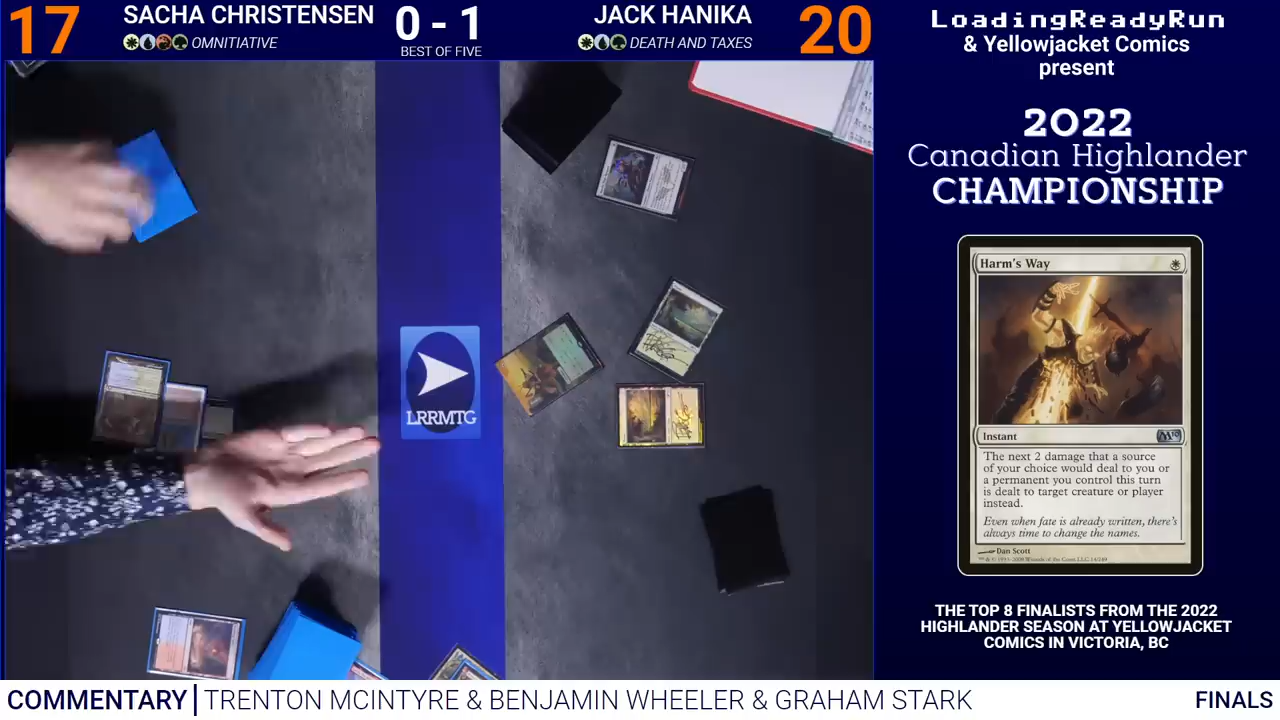 17
SACHA CHRISTENSEN
OMNITIATIVE
0 - 1
BEST OF FIVE
JACK HANIKA
DEATH AND TAXES
20
LoadingReadyRun
& Yellowjacket Comics
present
2022
Canadian Highlander
CHAMPIONSHIP
Harm's Way
Instant
The next 2 damage that a source
of your choice would deal to you or
a permanent you control this turn
is dealt to target creature or player
instead.
Even when fate is already written, there's
always time to change the names.
Dan Scott
LRRMTG
THE TOP 8 FINALISTS FROM THE 2022
HIGHLANDER SEASON AT YELLOWJACKET
COMICS IN VICTORIA, BC
COMMENTARY | TRENTON MCINTYRE & BENJAMIN WHEELER & GRAHAM STARK
FINALS